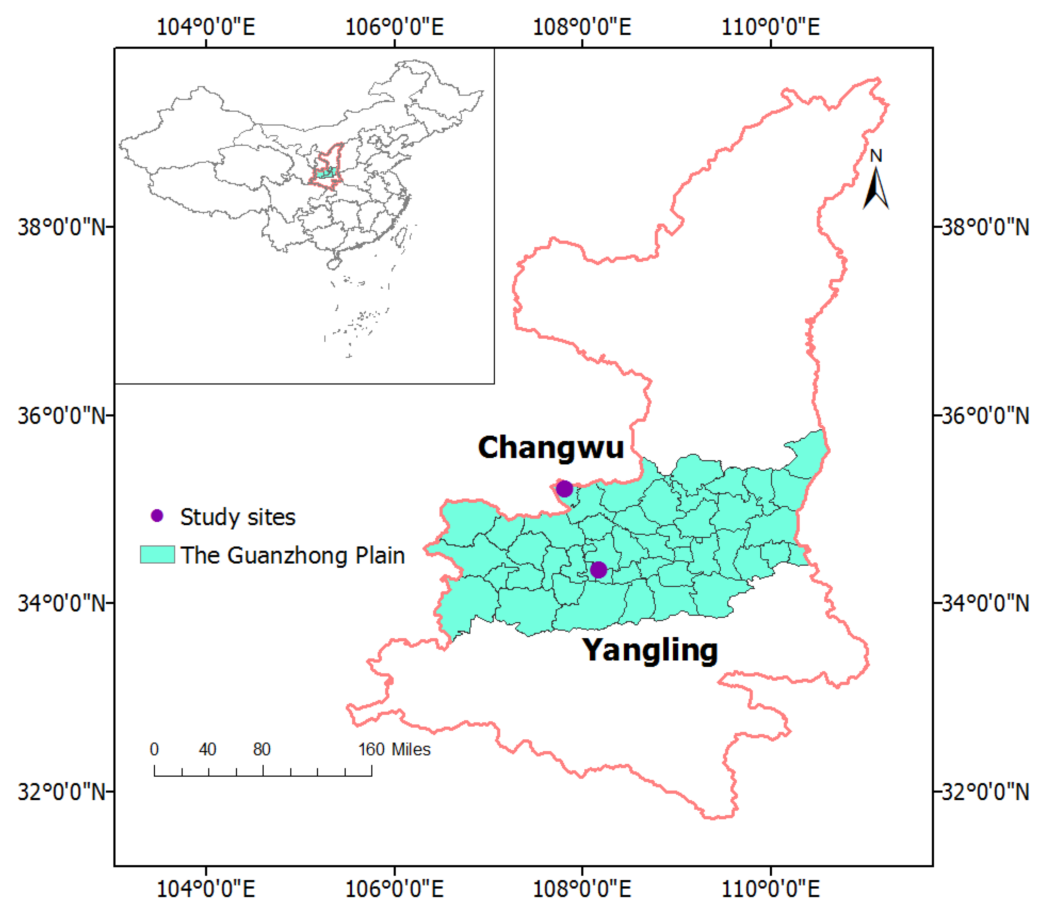 104°0'0"E 106°0'0"E 108°0'0"E 110°0'0"E
N
38°0'0"N 38°0'0"N
36°0'0"N 36°0'0"N
Changwu
Study sites
The Guanzhong Plain
34°0'0"N 34°0'0"N
Yangling
0 40 80 160 Miles
32°0'0"N 32°0'0"N
104°0'0"E 106°0'0"E 108°0'0"E 110°0'0"E